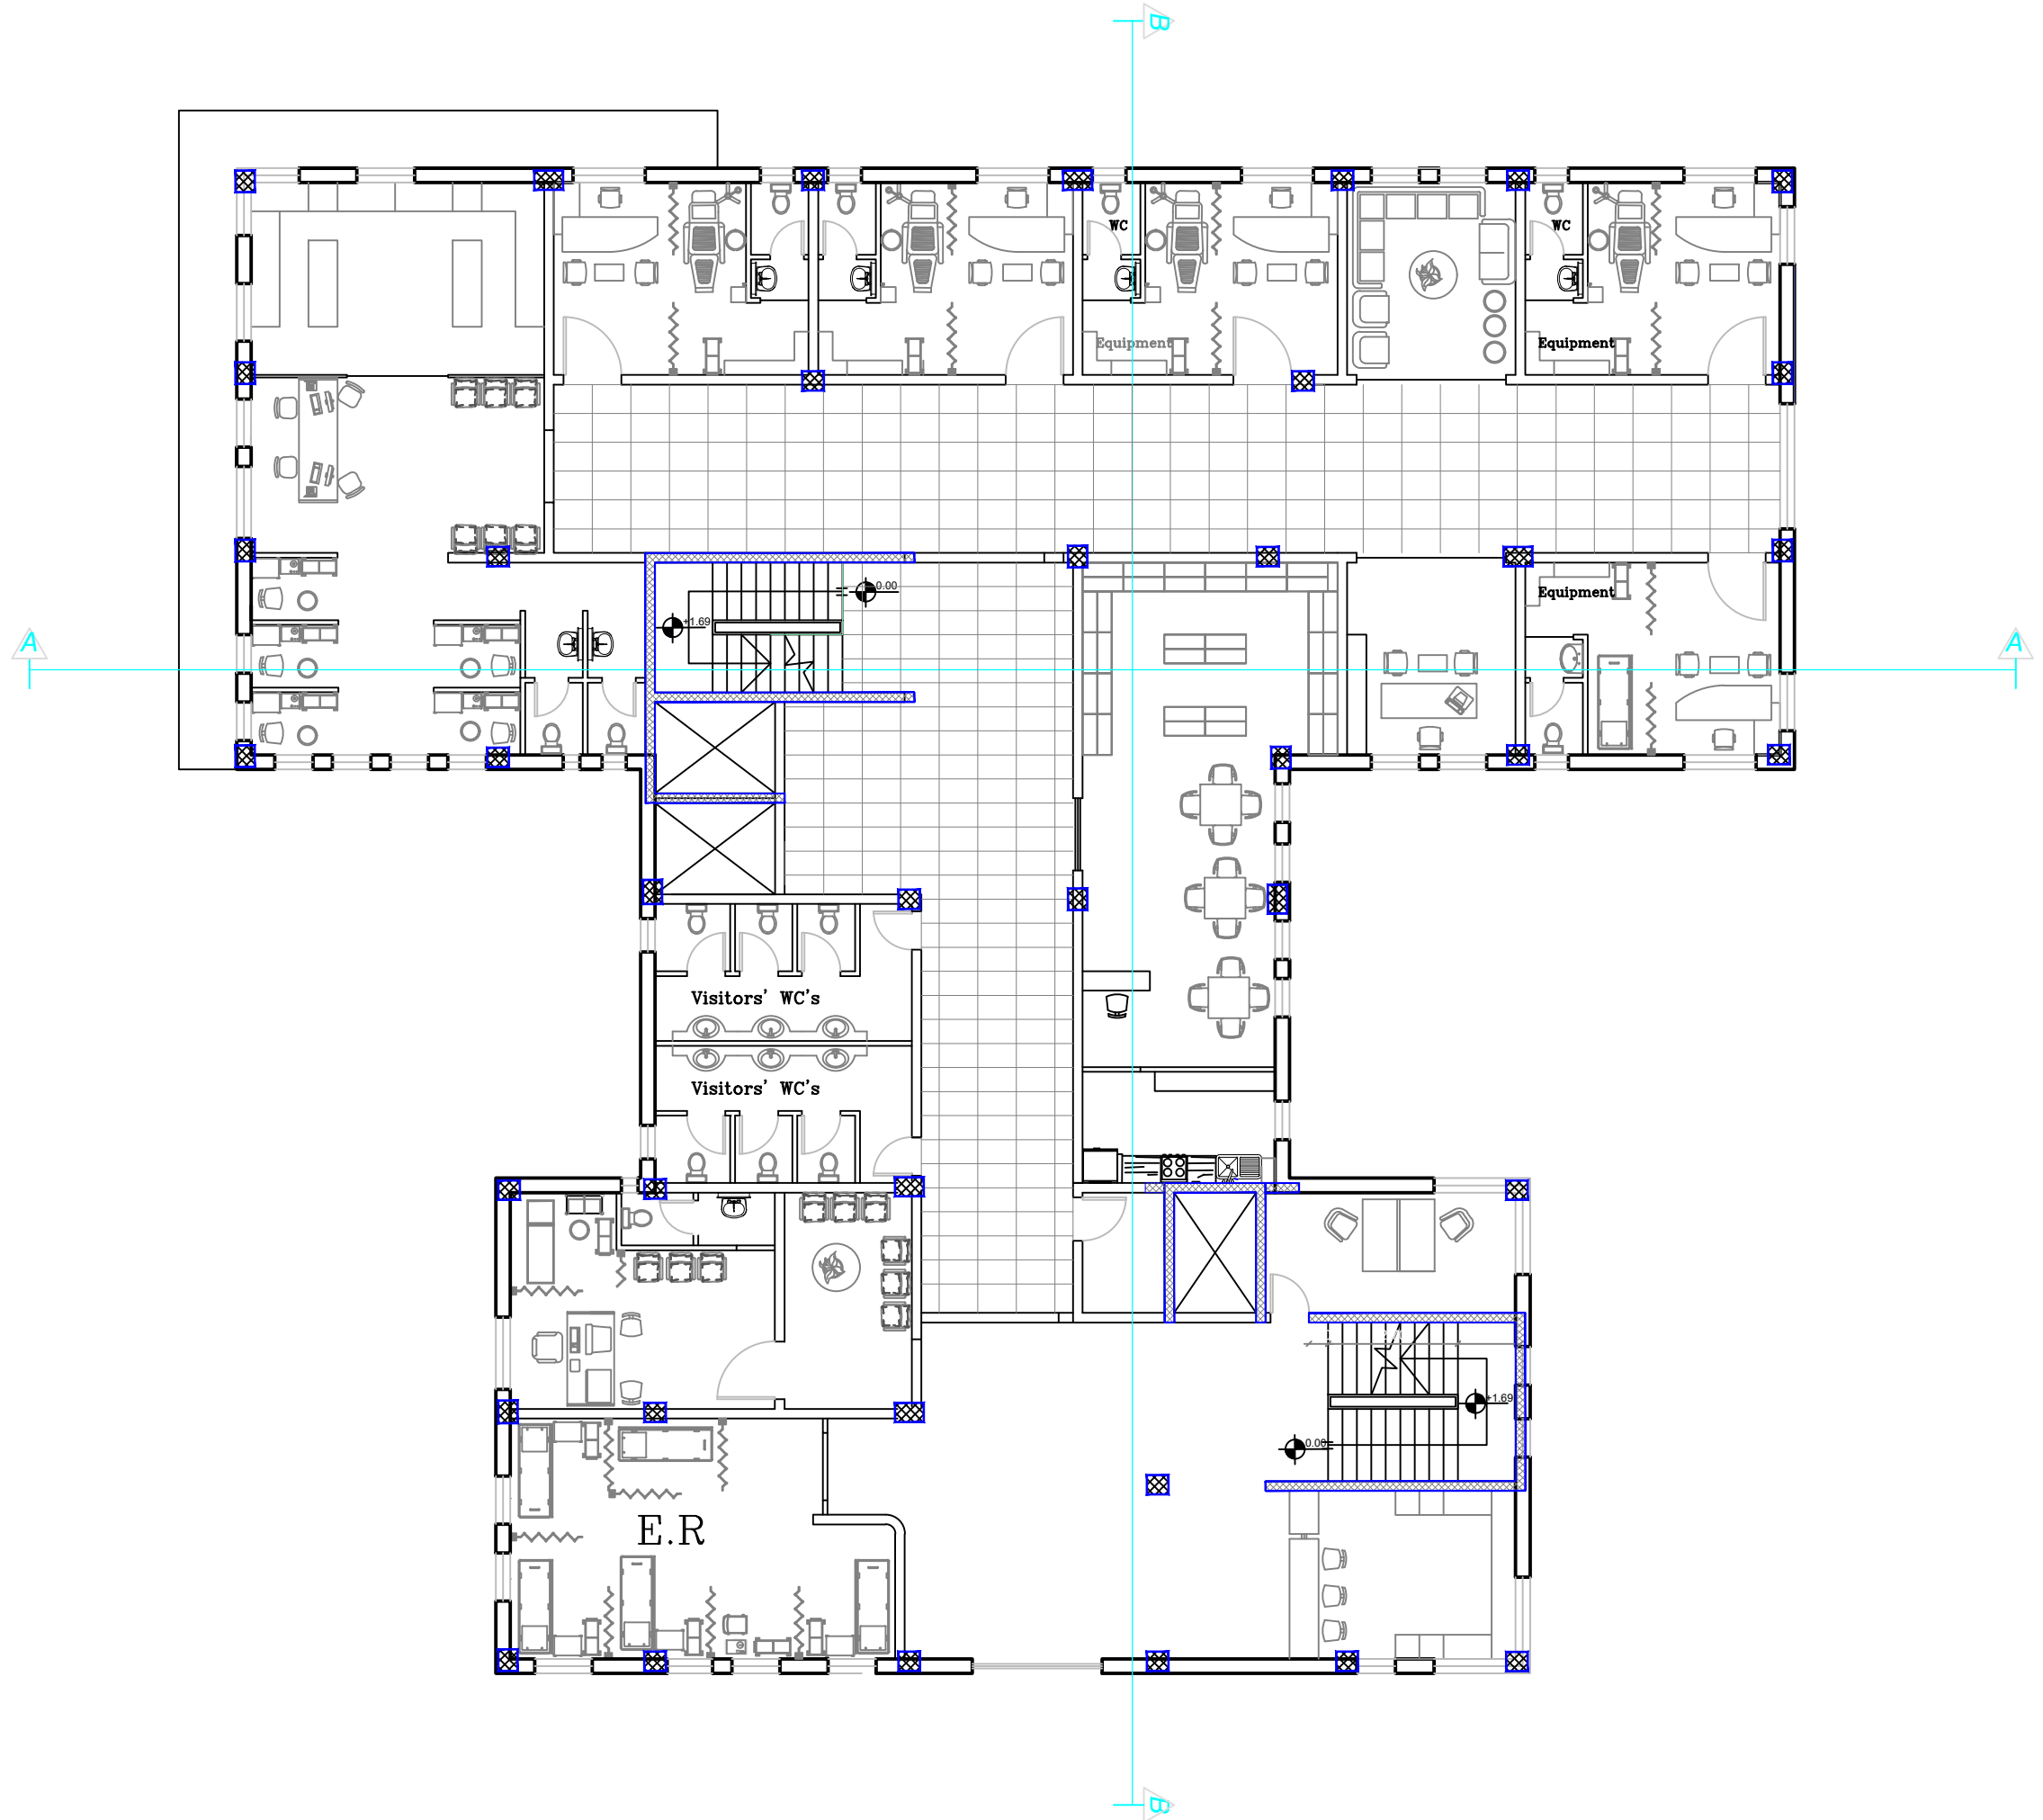 B
WC
WC
Equipment
Equipment
0.00
Equipment
+1.69
A
A
Visitors' WC's
Visitors' WC's
+1.69
0.00
E.R
B